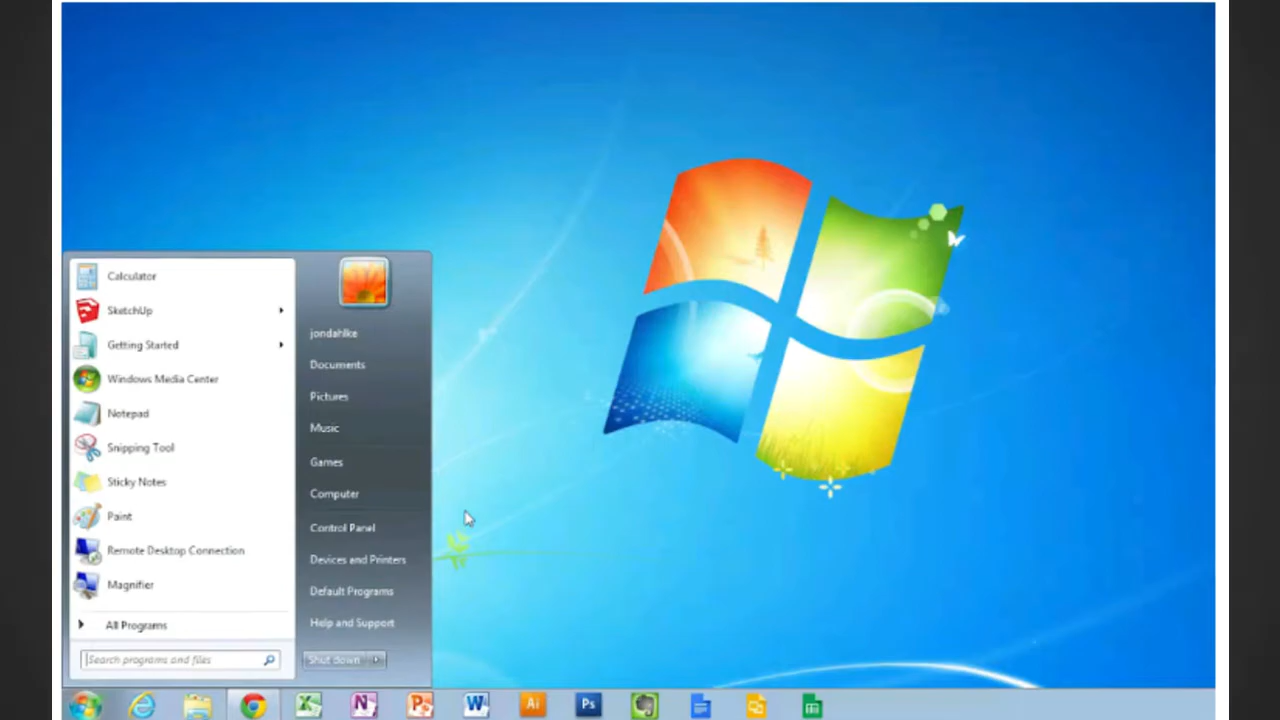 Calculator
SketchUp
Getting Started
Windows Media Center
Notepad
Snipping Tool
Sticky Notes
Paint
Remote Desktop Connection
Magnifier
All Programs
Search programs and files
jondahlke
Documents
Pictures
Music
Games
Computer
Control Panel
Devices and Printers
Default Programs
Help and Support
Shut down
Ai
Ps